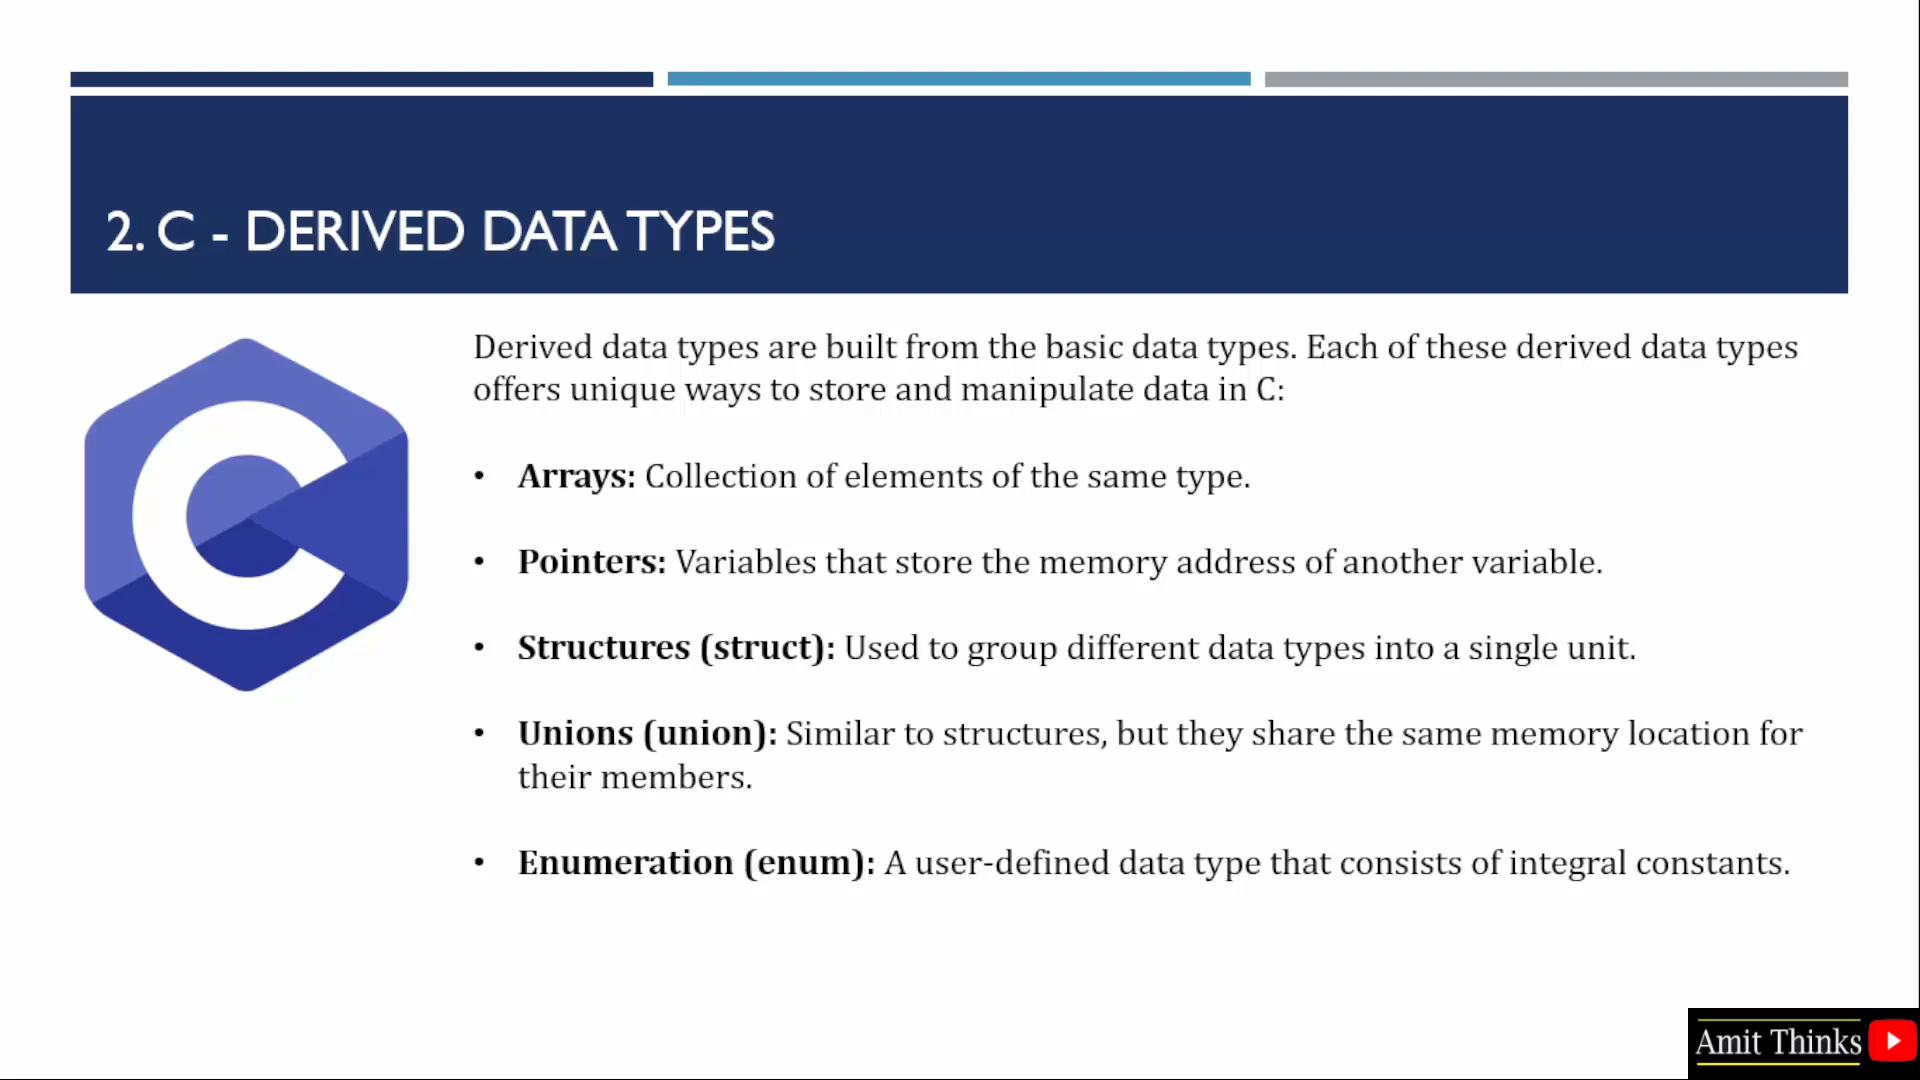 2. C - DERIVED DATA TYPES
Derived data types are built from the basic data types. Each of these derived data types
offers unique ways to store and manipulate data in C:
• Arrays: Collection of elements of the same type.
• Pointers: Variables that store the memory address of another variable.
• Structures (struct): Used to group different data types into a single unit.
• Unions (union): Similar to structures, but they share the same memory location for
their members.
• Enumeration (enum): A user-defined data type that consists of integral constants.
Amit Thinks